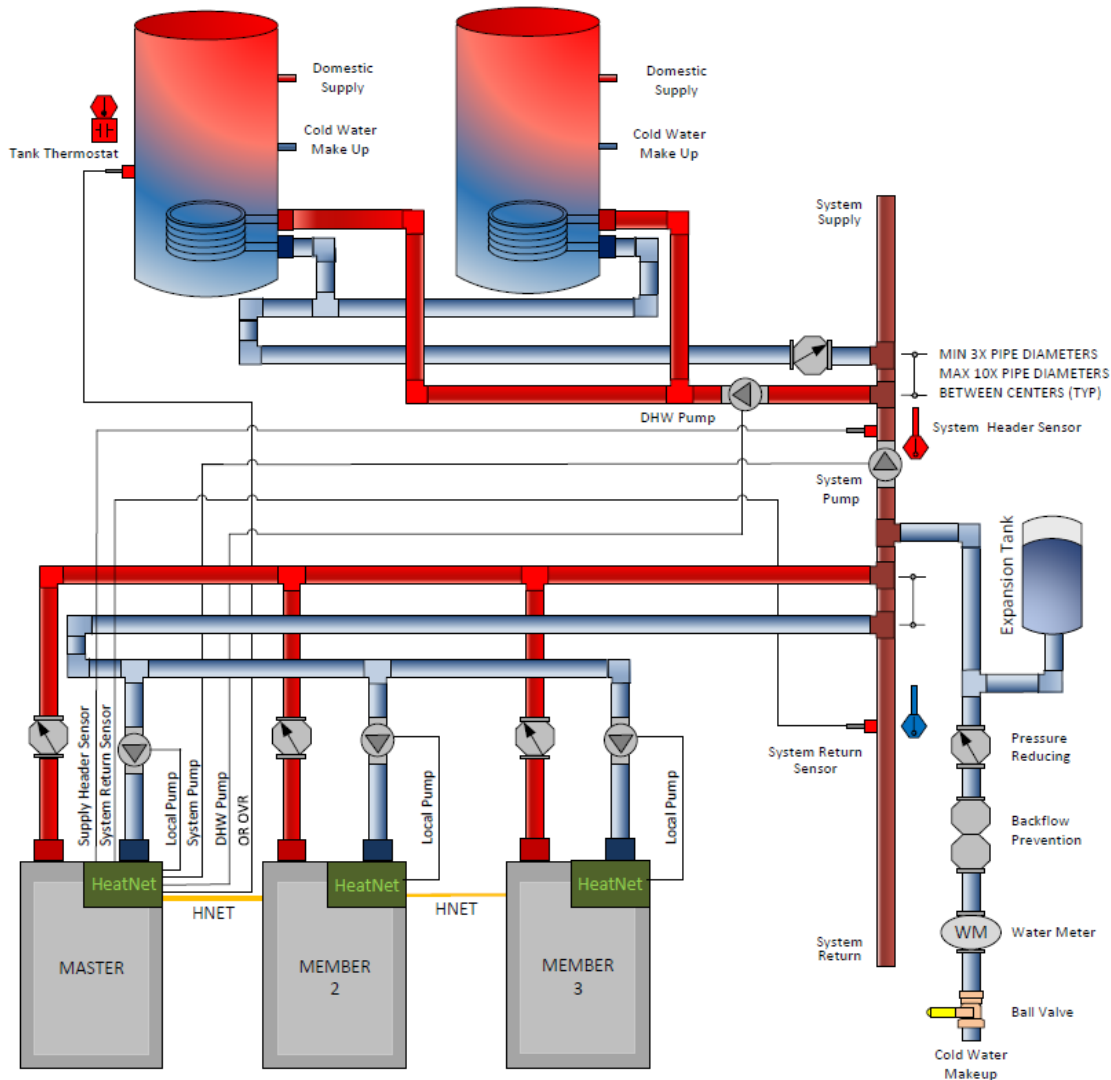 Domestic
Supply
Cold Water
Make Up
Tank Thermostat
Domestic
Supply
Cold Water
Make Up
System
Supply
MIN 3X PIPE DIAMETERS
MAX 10X PIPE DIAMETERS
BETWEEN CENTERS (TYP)
DHW Pump
System Header Sensor
System
Pump
Expansion Tank
Supply Header Sensor
System Return Sensor
Local Pump
System Pump
DHW Pump
OR OVR
Local Pump
Local Pump
System Return
Sensor
Pressure
Reducing
Backflow
Prevention
HeatNet
HeatNet
HeatNet
HNET
HNET
MASTER
MEMBER
2
MEMBER
3
System
Return
WM
Water Meter
Ball Valve
Cold Water
Makeup